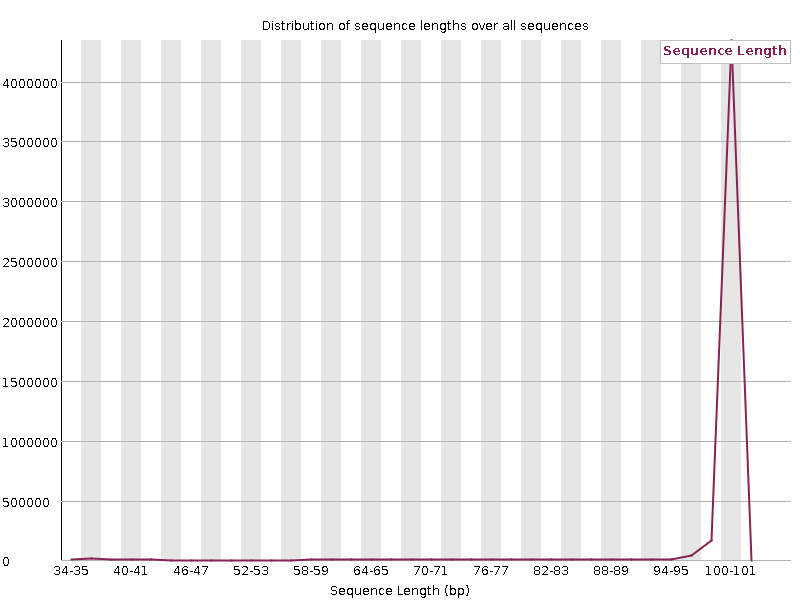 Distribution of sequence lengths over all sequences
Sequence Length
4000000
3500000
3000000
2500000
2000000
1500000
1000000
500000
0
34-35 40-41 46-47 52-53 58-59 64-65 70-71 76-77 82-83 88-89 94-95 100-101
Sequence Length (bp)